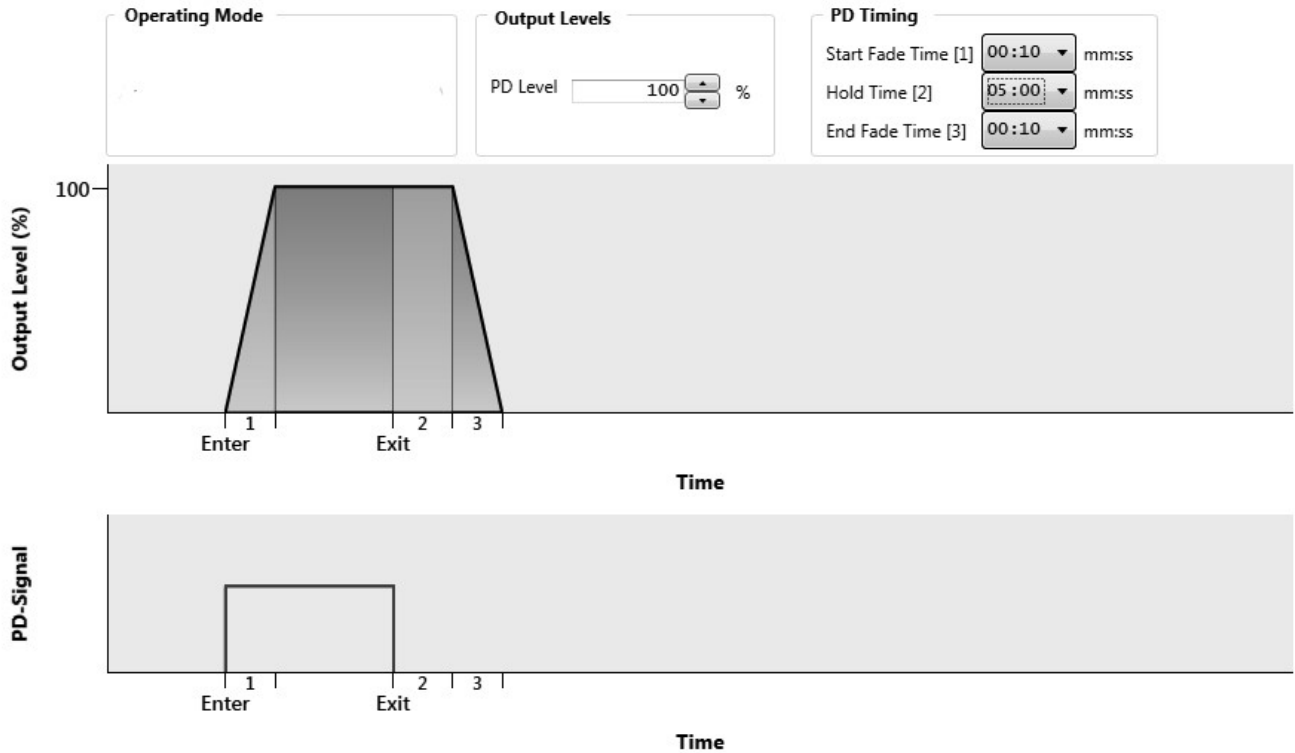 Operating Mode
Output Levels
PD Level 100 %
PD Timing
Start Fade Time [1] 00:10 mm:ss
Hold Time [2] 05:00 mm:ss
End Fade Time [3] 00:10 mm:ss
Output Level (%)
100
1 2 3
Enter Exit
Time
PD-Signal
1 2 3
Enter Exit
Time